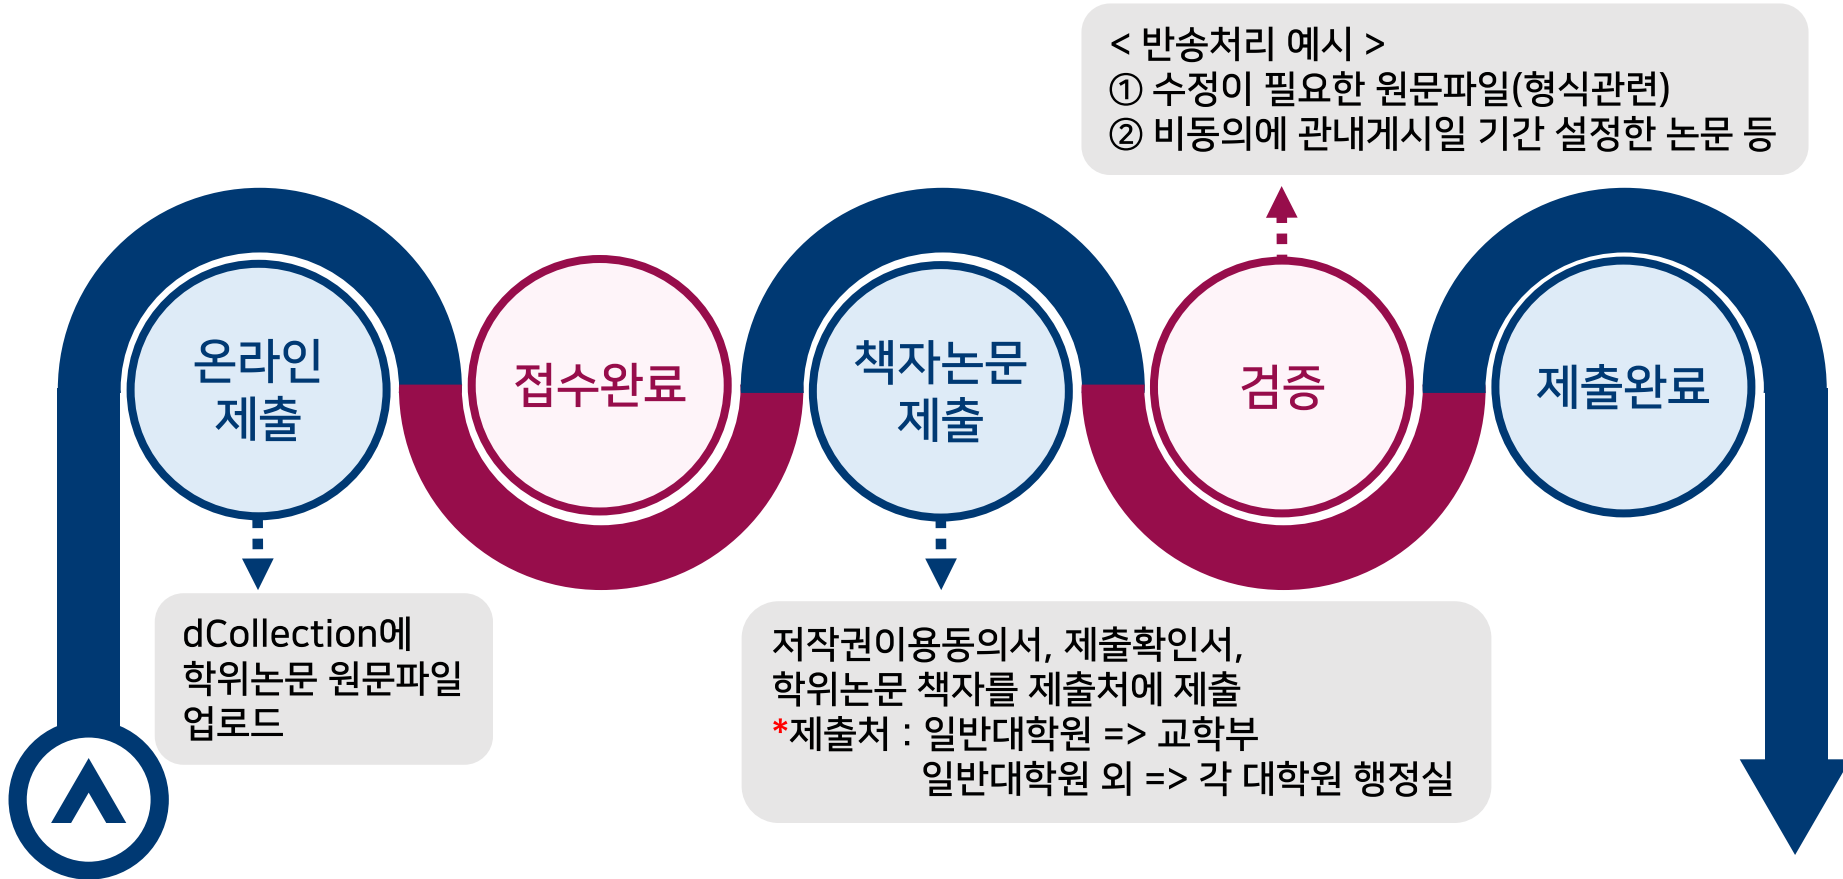 < 반송처리 예시 >
① 수정이 필요한 원문파일(형식관련)
② 비동의에 관내게시일 기간 설정한 논문 등
온라인
제출
접수완료
책자논문
제출
검증
제출완료
dCollection에
학위논문 원문파일
업로드
저작권이용동의서, 제출확인서,
학위논문 책자를 제출처에 제출
*제출처 : 일반대학원 => 교학부
일반대학원 외 => 각 대학원 행정실